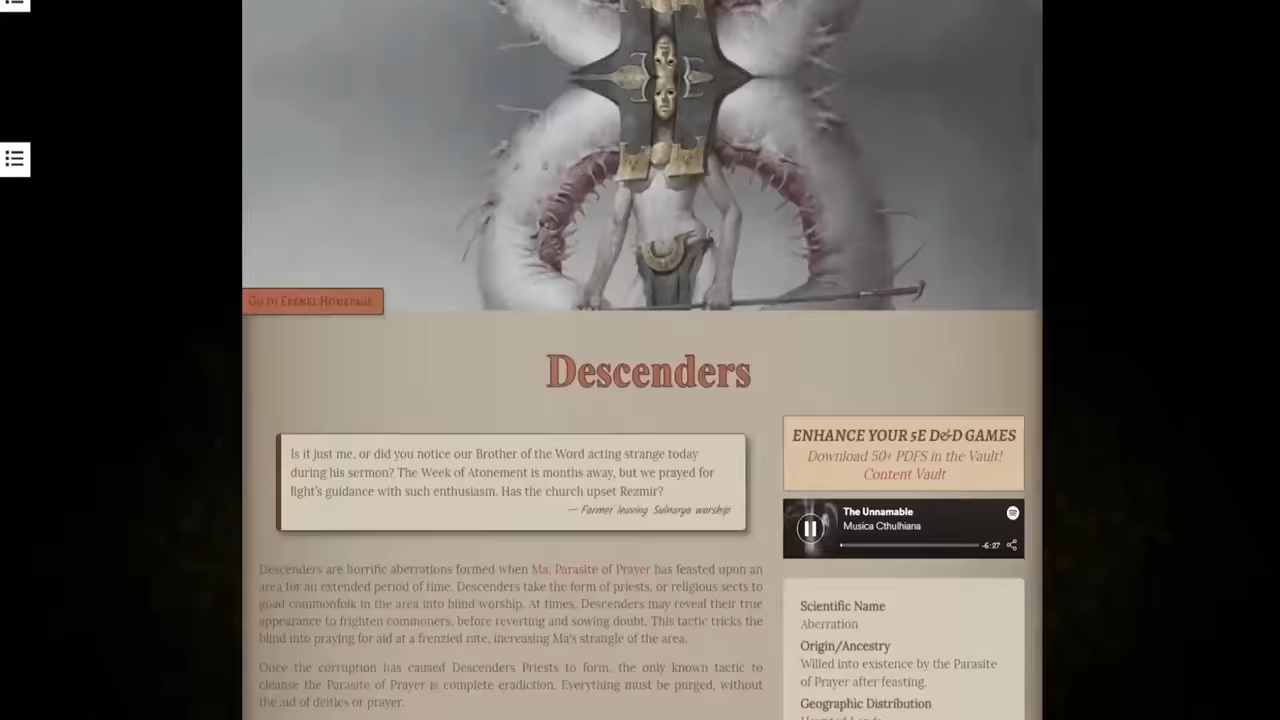 Go to Ebenei Homepage
Descenders
Is it just me, or did you notice our Brother of the Word acting strange today
during his sermon? The Week of Atonement is months away, but we prayed for
light's guidance with such enthusiasm. Has the church upset Rezmir?
— Farmer leaving Sulnarya worship
Descenders are horrific aberrations formed when Ma, Parasite of Prayer has feasted upon an
area for an extended period of time. Descenders take the form of priests, or religious sects to
goad commonfolk in the area into blind worship. At times, Descenders may reveal their true
appearance to frighten commoners, before reverting and sowing doubt. This tactic tricks the
blind into praying for aid at a frenzied rate, increasing Ma's strangle of the area.
Once the corruption has caused Descenders Priests to form, the only known tactic to
cleanse the Parasite of Prayer is complete eradication. Everything must be purged, without
the aid of deities or prayer.
ENHANCE YOUR 5E D&D GAMES
Download 50+ PDFS in the Vault!
Content Vault
The Unnamable
Musica Cthulhiana
-6:27
Scientific Name
Aberration
Origin/Ancestry
Willed into existence by the Parasite
of Prayer after feasting.
Geographic Distribution
Haunted Lands